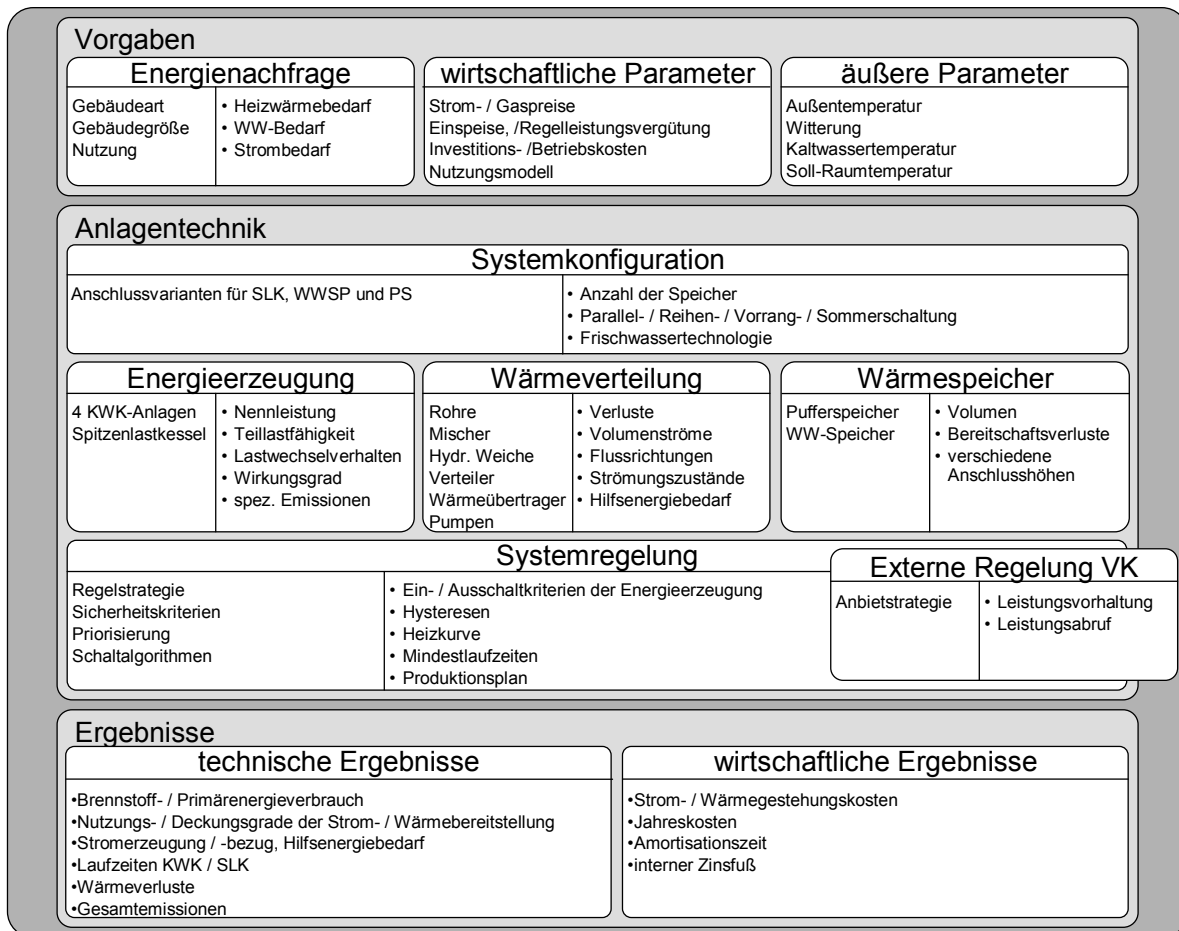 Vorgaben
Energienachfrage
Gebäudeart
Gebäudegröße
Nutzung
• Heizwärmebedarf
• WW-Bedarf
• Strombedarf
wirtschaftliche Parameter
Strom- / Gaspreise
Einspeise, /Regelleistungsvergütung
Investitions- /Betriebskosten
Nutzungsmodell
äußere Parameter
Außentemperatur
Witterung
Kaltwassertemperatur
Soll-Raumtemperatur
Anlagentechnik
Systemkonfiguration
Anschlussvarianten für SLK, WWSP und PS
• Anzahl der Speicher
• Parallel- / Reihen- / Vorrang- / Sommerschaltung
• Frischwassertechnologie
Energieerzeugung
4 KWK-Anlagen
Spitzenlastkessel
• Nennleistung
• Teillastfähigkeit
• Lastwechselverhalten
• Wirkungsgrad
• spez. Emissionen
Wärmeverteilung
Rohre
Mischer
Hydr. Weiche
Verteiler
Wärmeübertrager
Pumpen
• Verluste
• Volumenströme
• Flussrichtungen
• Strömungszustände
• Hilfsenergiebedarf
Wärmespeicher
Pufferspeicher
WW-Speicher
• Volumen
• Bereitschaftsverluste
• verschiedene
Anschlusshöhen
Systemregelung
Regelstrategie
Sicherheitskriterien
Priorisierung
Schaltalgorithmen
• Ein- / Ausschaltkriterien der Energieerzeugung
• Hysteresen
• Heizkurve
• Mindestlaufzeiten
• Produktionsplan
Externe Regelung VK
Anbietstrategie
• Leistungsvorhaltung
• Leistungsabruf
Ergebnisse
technische Ergebnisse
•Brennstoff- / Primärenergieverbrauch
•Nutzungs- / Deckungsgrade der Strom- / Wärmebereitstellung
•Stromerzeugung / -bezug, Hilfsenergiebedarf
•Laufzeiten KWK / SLK
•Wärmeverluste
•Gesamtemissionen
wirtschaftliche Ergebnisse
•Strom- / Wärmegestehungskosten
•Jahreskosten
•Amortisationszeit
•interner Zinsfuß